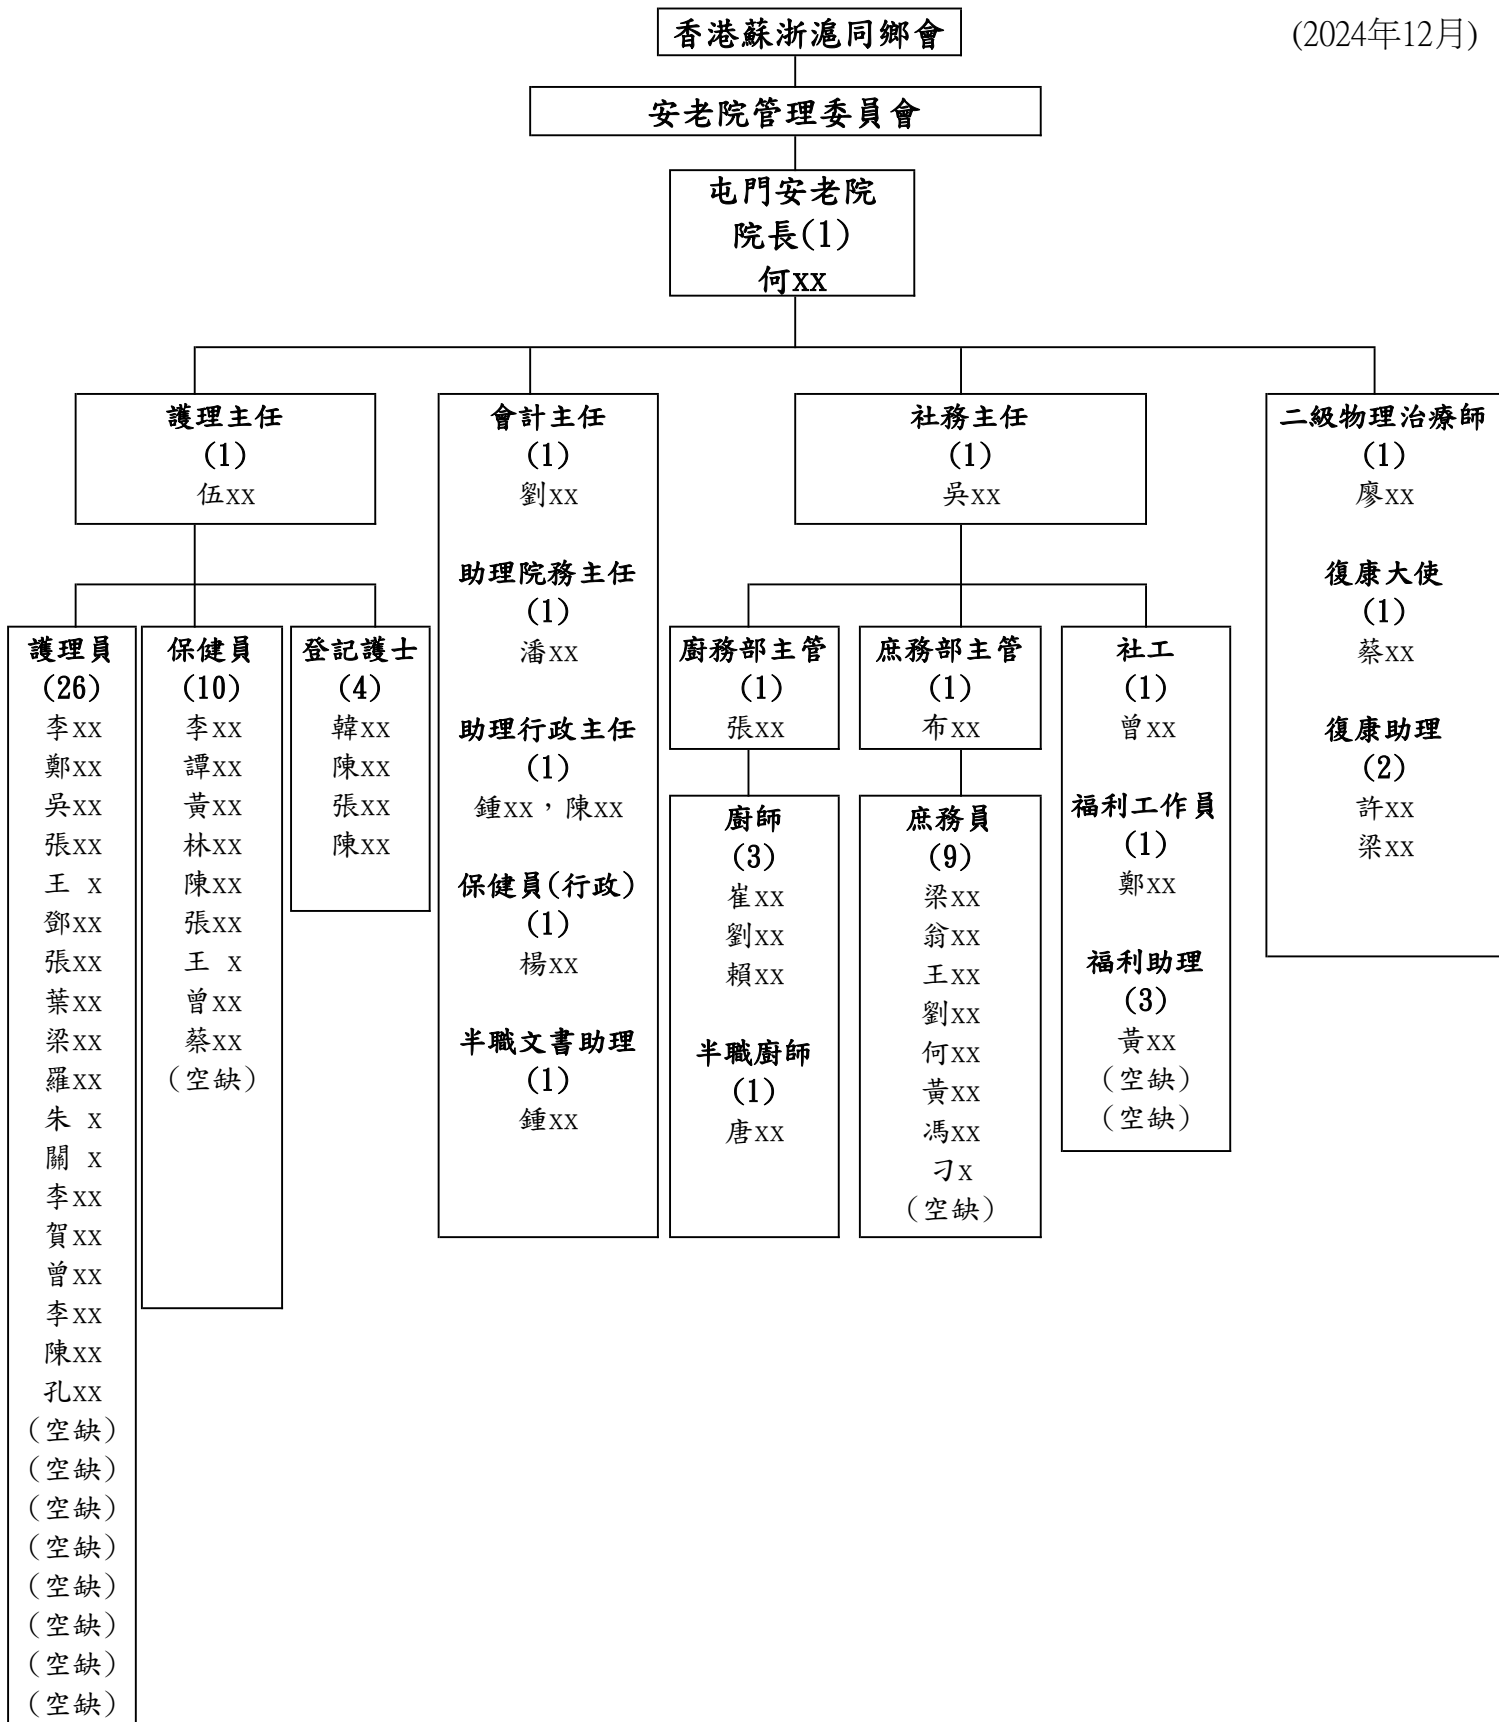 香港蘇浙滬同鄉會
(2024年12月)
安老院管理委員會
屯門安老院
院長(1)
何xx
護理主任
(1)
伍xx
會計主任
(1)
劉xx
助理院務主任
(1)
潘xx
助理行政主任
(1)
鍾xx，陳xx
保健員(行政)
(1)
楊xx
半職文書助理
(1)
鍾xx
社務主任
(1)
吳xx
二級物理治療師
(1)
廖xx
復康大使
(1)
蔡xx
復康助理
(2)
許xx
梁xx
護理員
(26)
李xx
鄭xx
吳xx
張xx
王 x
鄧xx
張xx
葉xx
梁xx
羅xx
朱 x
關 x
李xx
賀xx
曾xx
李xx
陳xx
孔xx
(空缺)
(空缺)
(空缺)
(空缺)
(空缺)
(空缺)
(空缺)
(空缺)
保健員
(10)
李xx
譚xx
黃xx
林xx
陳xx
張xx
王 x
曾xx
蔡xx
(空缺)
登記護士
(4)
韓xx
陳xx
張xx
陳xx
廚務部主管
(1)
張xx
廚師
(3)
崔xx
劉xx
賴xx
半職廚師
(1)
唐xx
庶務部主管
(1)
布xx
庶務員
(9)
梁xx
翁xx
王xx
劉xx
何xx
黃xx
馮xx
刁x
(空缺)
社工
(1)
曾xx
福利工作員
(1)
鄭xx
福利助理
(3)
黃xx
(空缺)
(空缺)